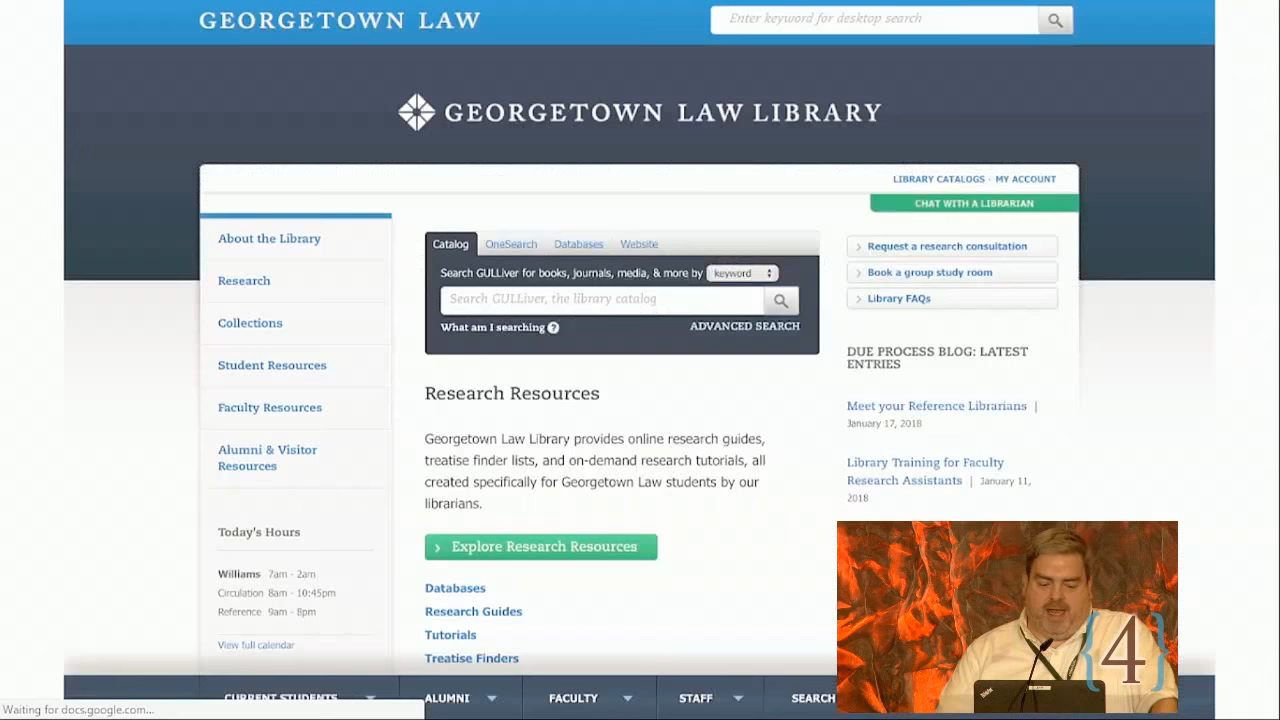 GEORGETOWN LAW
Enter keyword for desktop search
GEORGETOWN LAW LIBRARY
LIBRARY CATALOGS - MY ACCOUNT
CHAT WITH A LIBRARIAN
About the Library
Research
Collections
Student Resources
Faculty Resources
Alumni & Visitor
Resources
Today's Hours
Williams 7am - 2am
Circulation 8am - 10:45pm
Reference 9am - 8pm
View full calendar
Catalog OneSearch Databases Website
Search GULLiver for books, journals, media, & more by keyword
Search GULLiver, the library catalog
What am I searching ? ADVANCED SEARCH
Research Resources
Georgetown Law Library provides online research guides,
treatise finder lists, and on-demand research tutorials, all
created specifically for Georgetown Law students by our
librarians.
Explore Research Resources
Databases
Research Guides
Tutorials
Treatise Finders
Request a research consultation
Book a group study room
Library FAQs
DUE PROCESS BLOG: LATEST
ENTRIES
Meet your Reference Librarians |
January 17, 2018
Library Training for Faculty
Research Assistants | January 11,
2018
{4}
CURRENT STUDENTS ALUMNI FACULTY STAFF SEARCH
Waiting for docs.google.com...